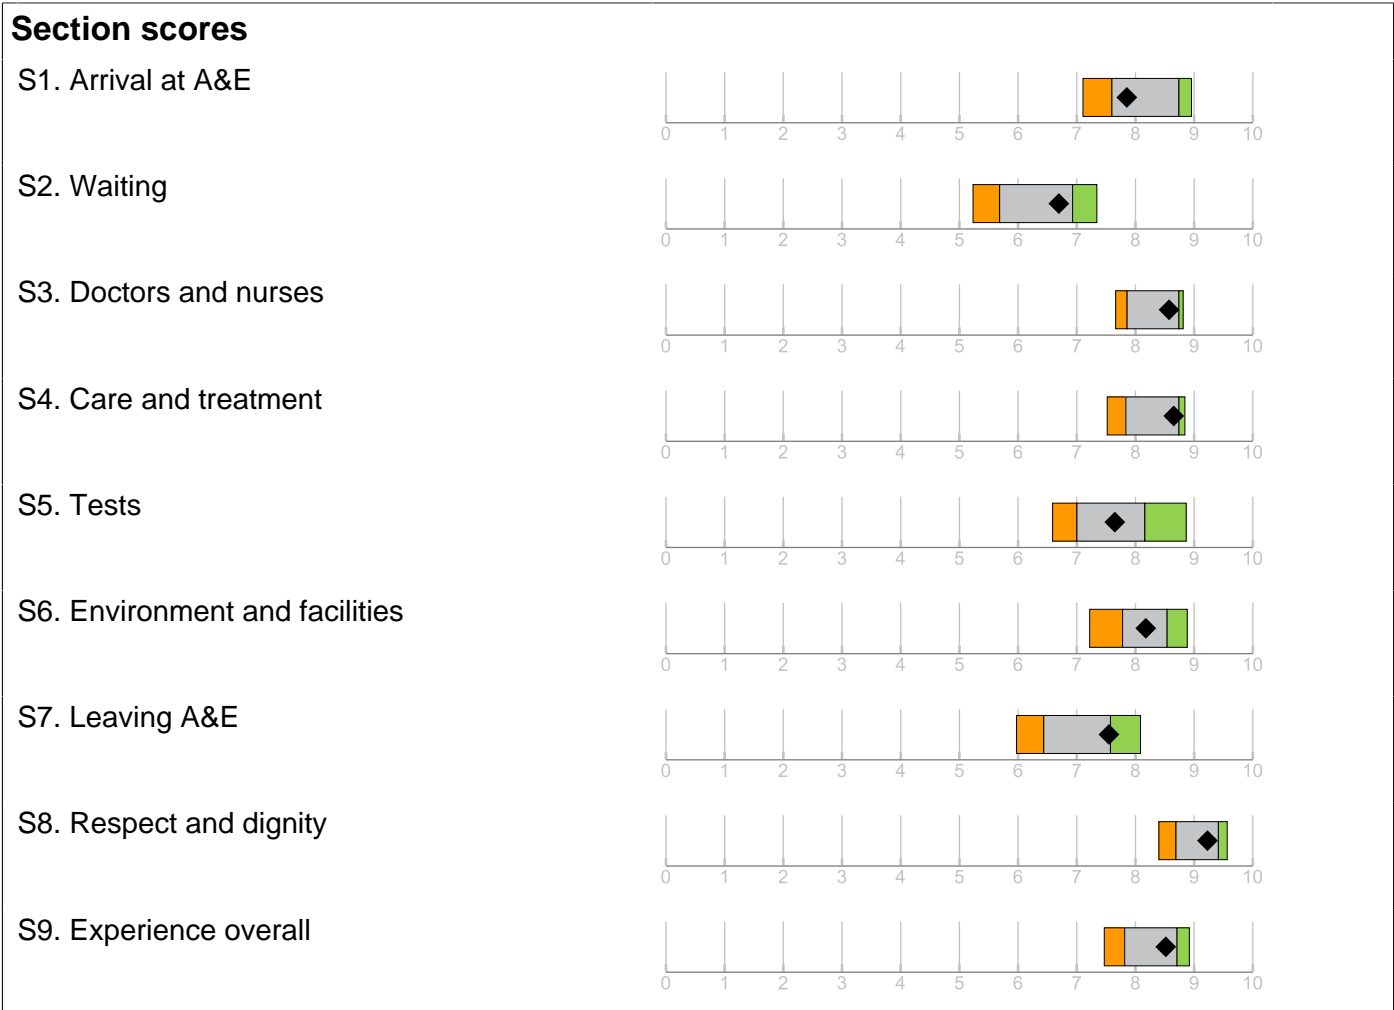 Section scores
S1. Arrival at A&E
0 1 2 3 4 5 6 7 8 9 10
S2. Waiting
0 1 2 3 4 5 6 7 8 9 10
S3. Doctors and nurses
0 1 2 3 4 5 6 7 8 9 10
S4. Care and treatment
0 1 2 3 4 5 6 7 8 9 10
S5. Tests
0 1 2 3 4 5 6 7 8 9 10
S6. Environment and facilities
0 1 2 3 4 5 6 7 8 9 10
S7. Leaving A&E
0 1 2 3 4 5 6 7 8 9 10
S8. Respect and dignity
0 1 2 3 4 5 6 7 8 9 10
S9. Experience overall
0 1 2 3 4 5 6 7 8 9 10